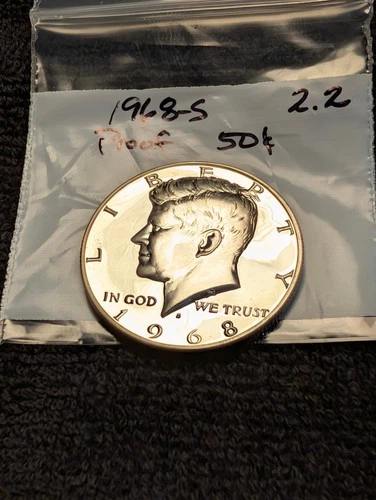 1968-S 2.2
Proof 50¢
LIBERTY
IN GOD WE TRUST
S
1968